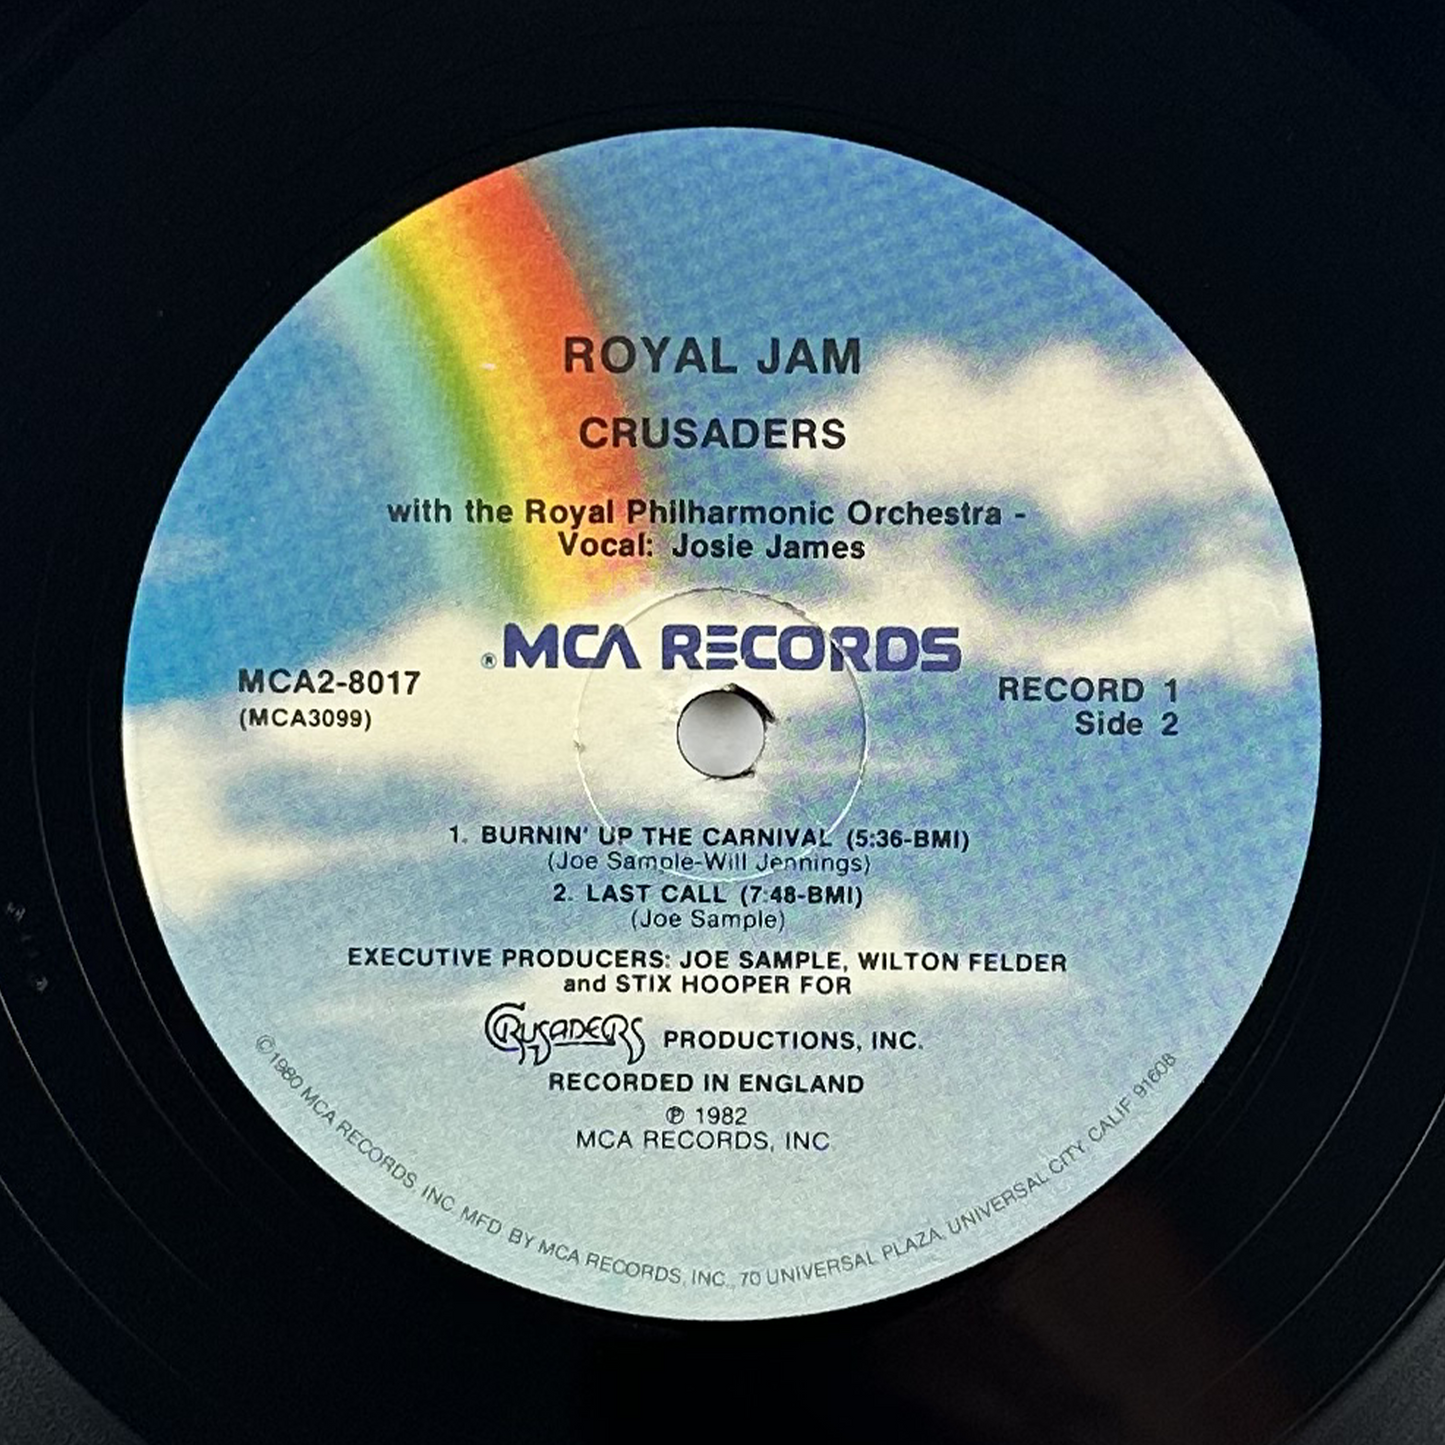 ROYAL JAM
CRUSADERS
with the Royal Philharmonic Orchestra -
Vocal: Josie James
® MCA RECORDS
MCA2-8017
(MCA3099)
RECORD 1
Side 2
1. BURNIN' UP THE CARNIVAL (5:36-BMI)
(Joe Sample-Will Jennings)
2. LAST CALL (7:48-BMI)
(Joe Sample)
EXECUTIVE PRODUCERS: JOE SAMPLE, WILTON FELDER
and STIX HOOPER FOR
CRUSADERS PRODUCTIONS, INC.
RECORDED IN ENGLAND
℗ 1982
MCA RECORDS, INC
©1980 MCA RECORDS, INC. MFD. BY MCA RECORDS, INC., 70 UNIVERSAL PLAZA, UNIVERSAL CITY, CALIF. 91608